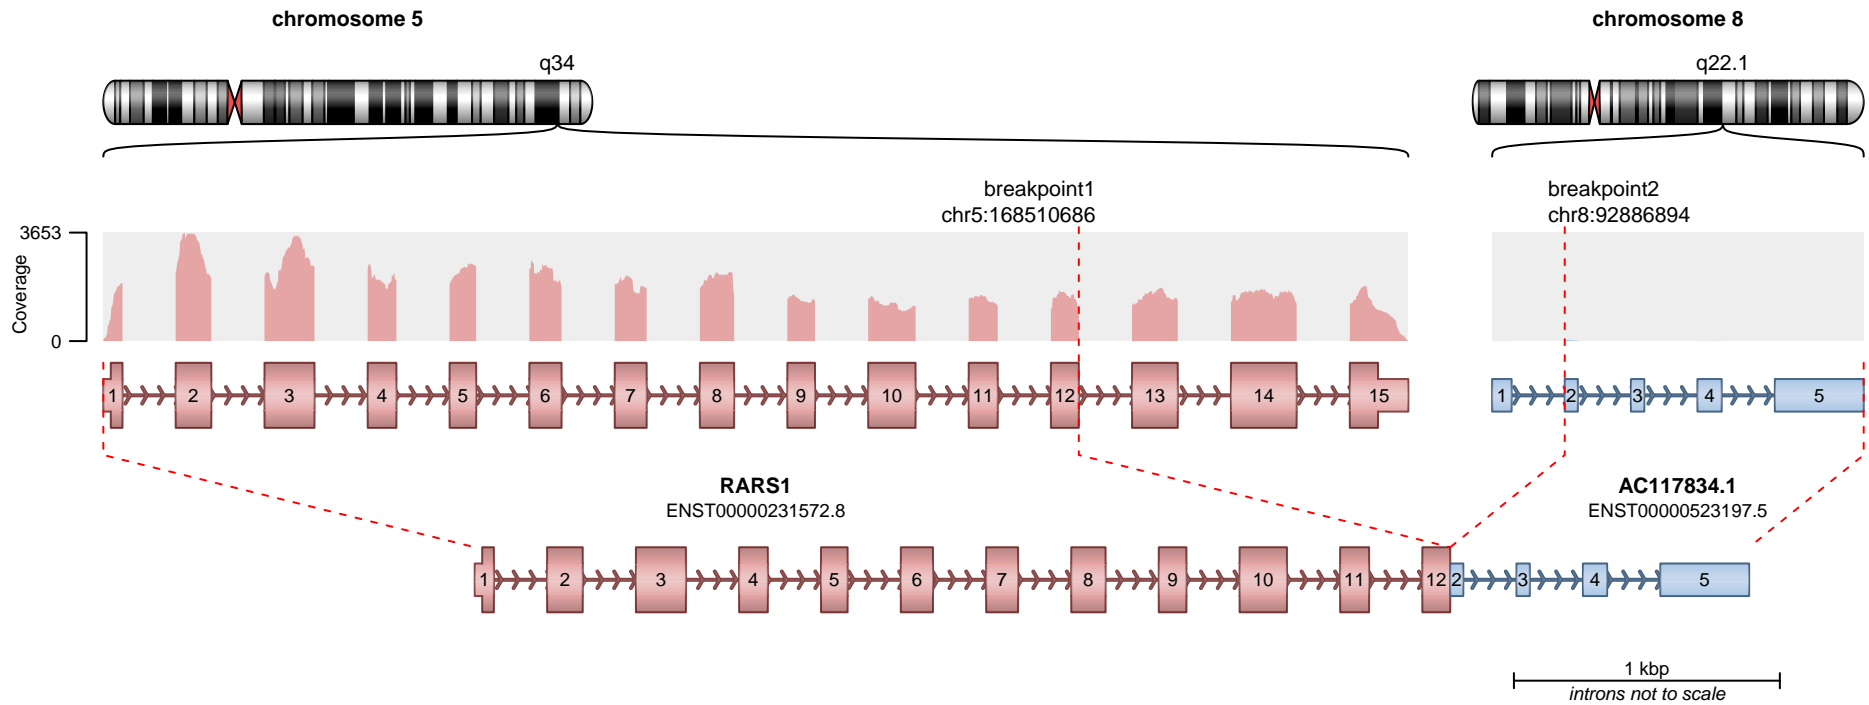 chromosome 5
chromosome 8
q34
q22.1
breakpoint1
chr5:168510686
breakpoint2
chr8:92886894
3653
Coverage
0
1 2 3 4 5 6 7 8 9 10 11 12 13 14 15
1 2 3 4 5
RARS1
ENST00000231572.8
AC117834.1
ENST00000523197.5
1 2 3 4 5 6 7 8 9 10 11 12 2 3 4 5
1 kbp
introns not to scale